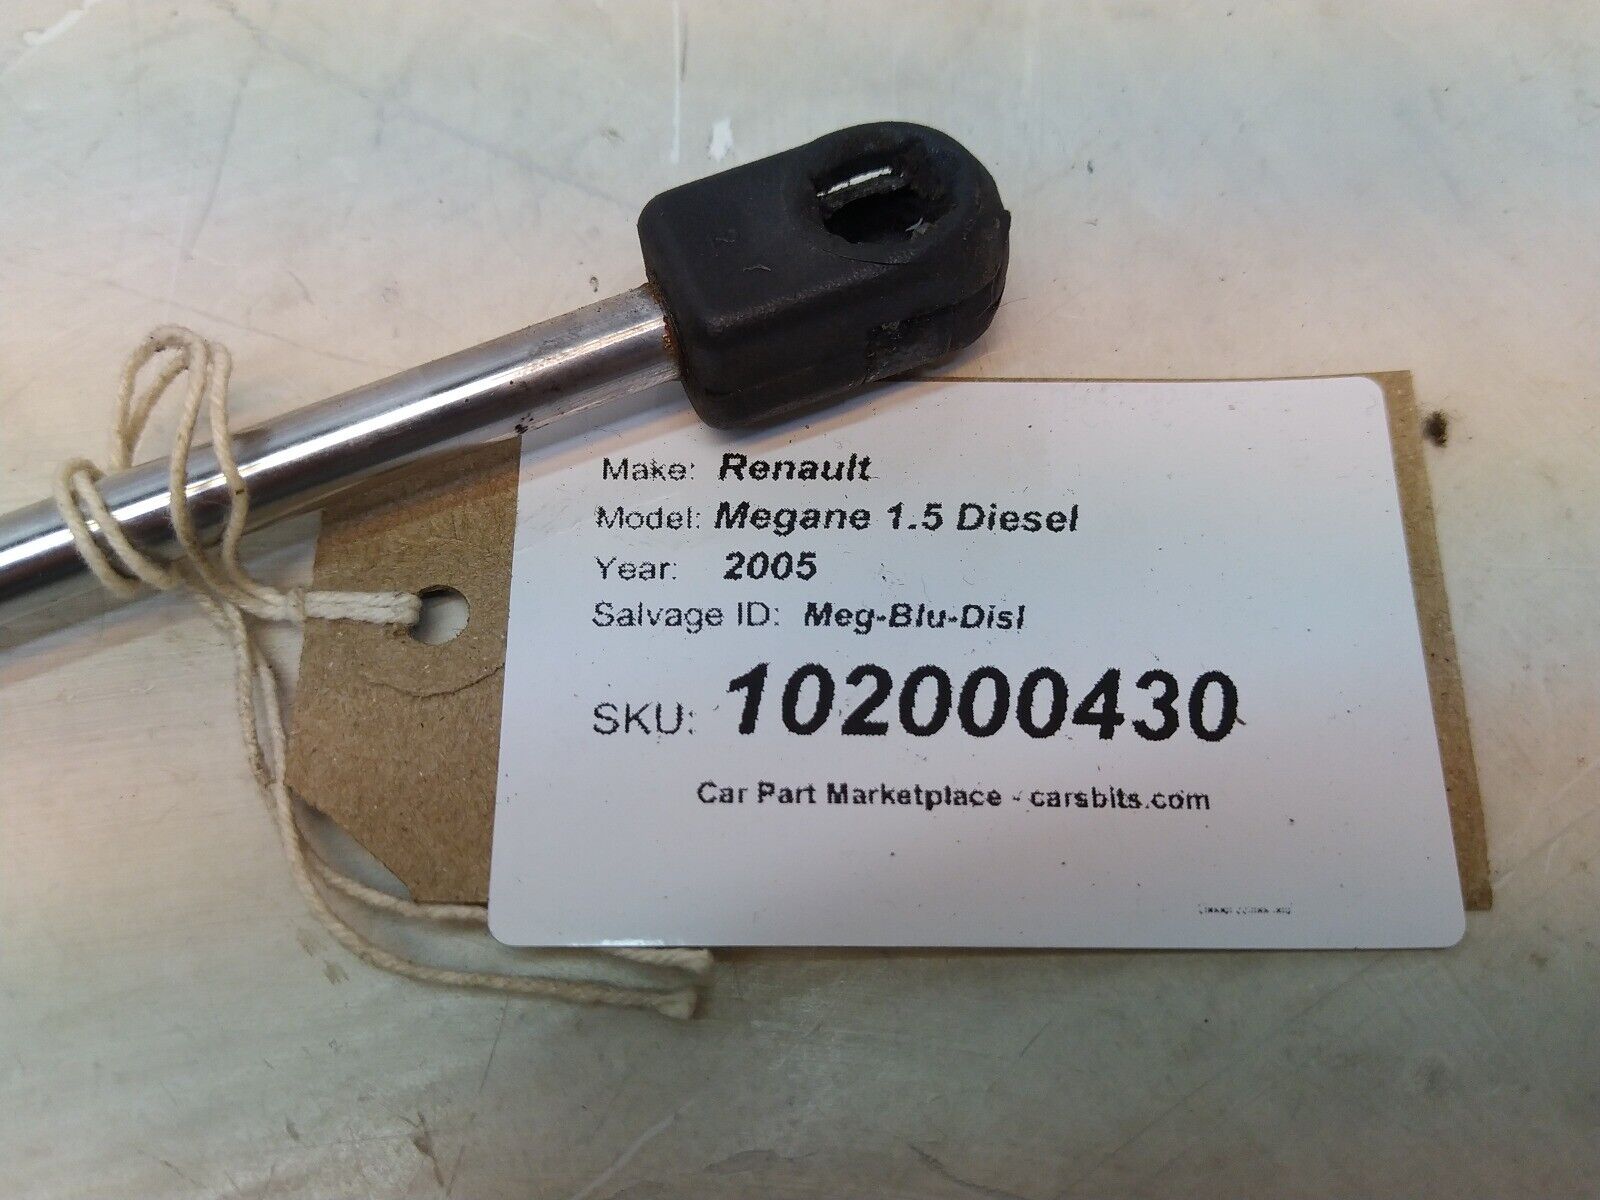 Make: Renault
Model: Megane 1.5 Diesel
Year: 2005
Salvage ID: Meg-Blu-Disl
SKU: 102000430
Car Part Marketplace - carsbits.com